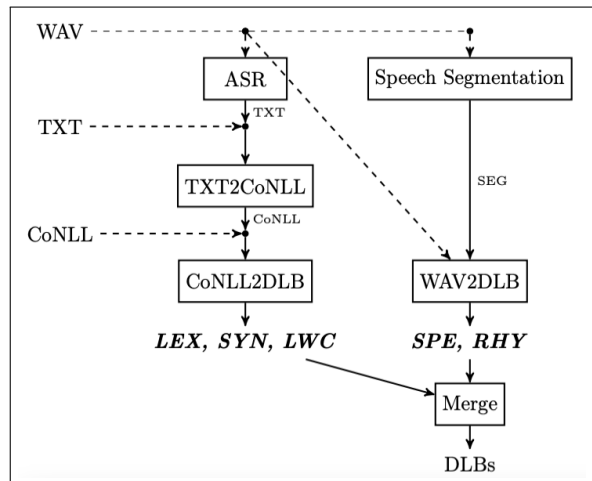 WAV
ASR
Speech Segmentation
TXT
TXT
TXT2CoNLL
SEG
CoNLL
CoNLL
CoNLL2DLB
WAV2DLB
LEX, SYN, LWC
SPE, RHY
Merge
DLBs